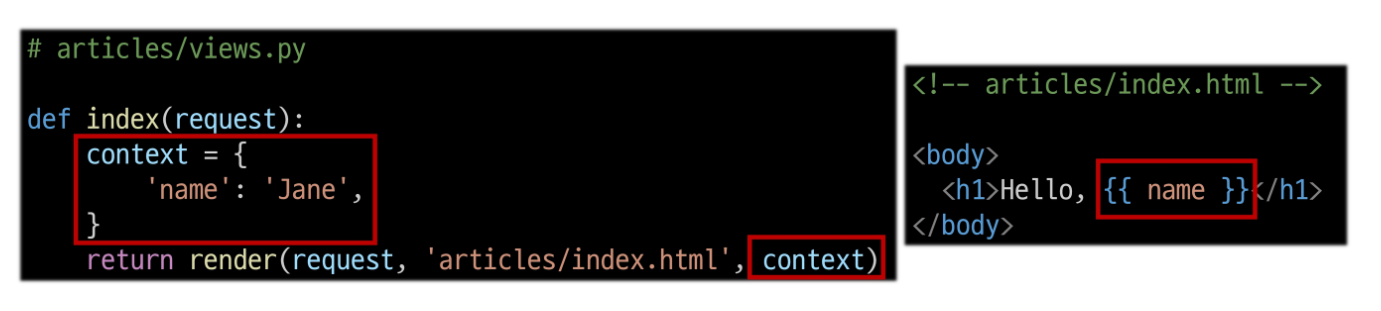 # articles/views.py
def index(request):
    context = {
        'name': 'Jane',
    }
    return render(request, 'articles/index.html', context)
<!-- articles/index.html -->
<body>
  <h1>Hello, {{ name }}</h1>
</body>